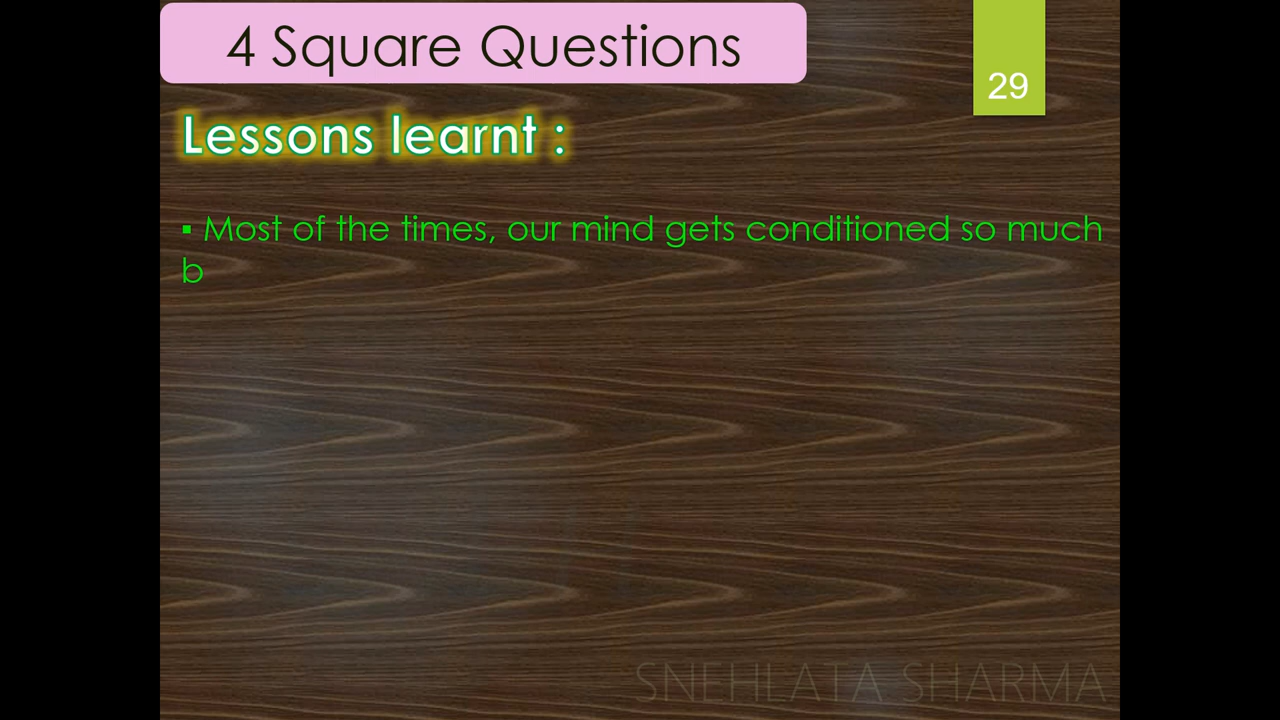 4 Square Questions
29
Lessons learnt :
▪ Most of the times, our mind gets conditioned so much
b
SNEHLATA SHARMA